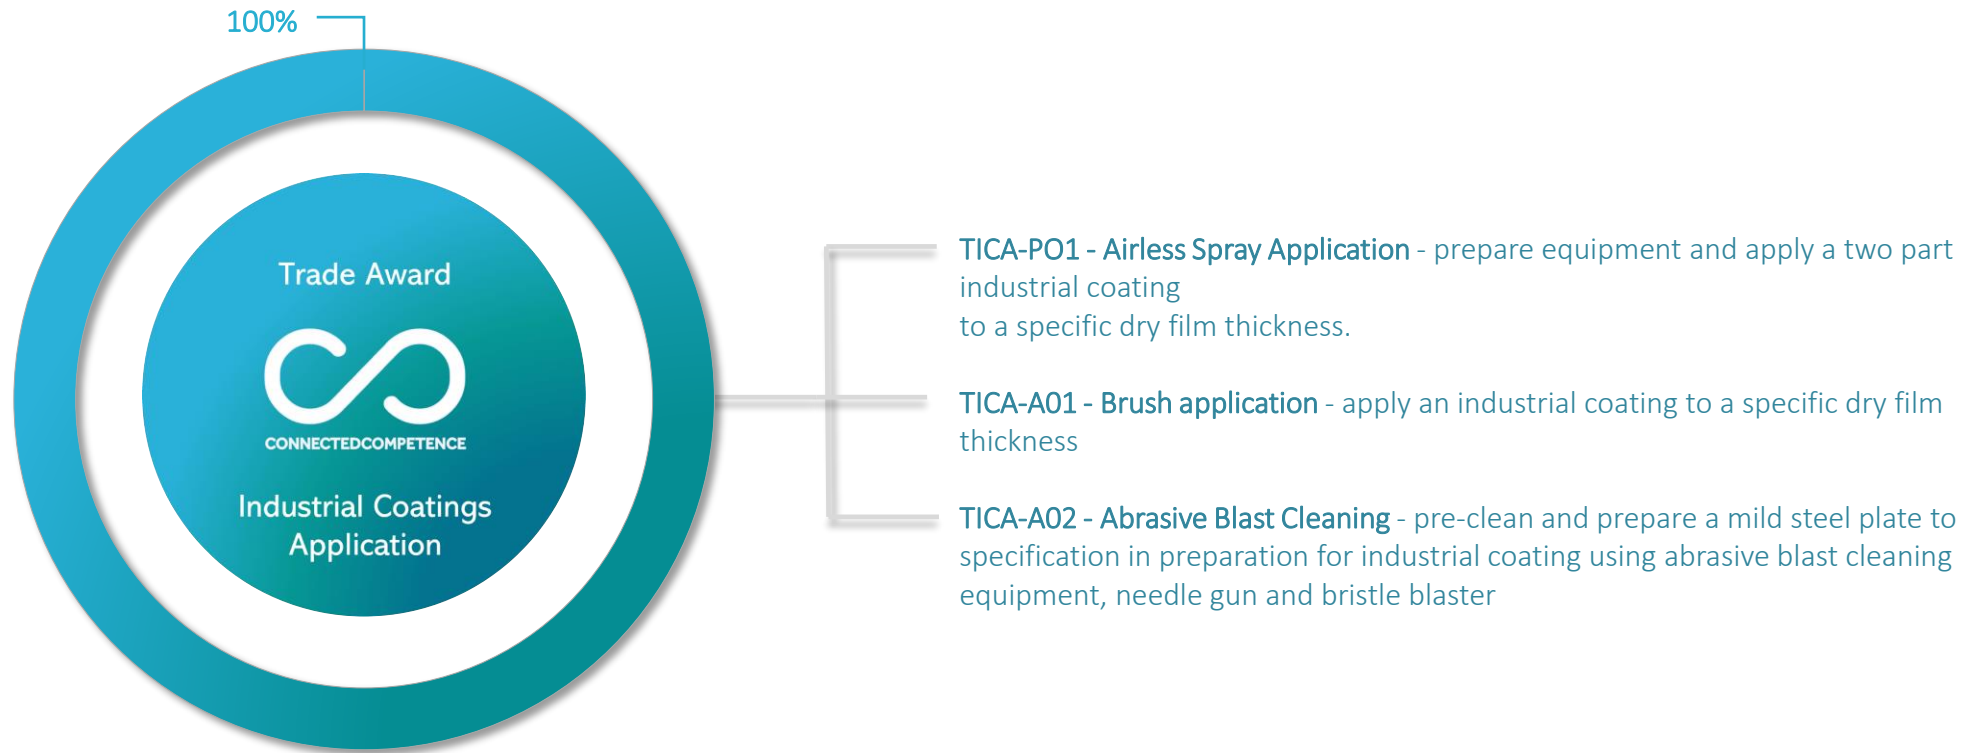 100%
Trade Award
CONNECTEDCOMPETENCE
Industrial Coatings
Application
TICA-PO1 - Airless Spray Application - prepare equipment and apply a two part
industrial coating
to a specific dry film thickness.
TICA-A01 - Brush application - apply an industrial coating to a specific dry film
thickness
TICA-A02 - Abrasive Blast Cleaning - pre-clean and prepare a mild steel plate to
specification in preparation for industrial coating using abrasive blast cleaning
equipment, needle gun and bristle blaster